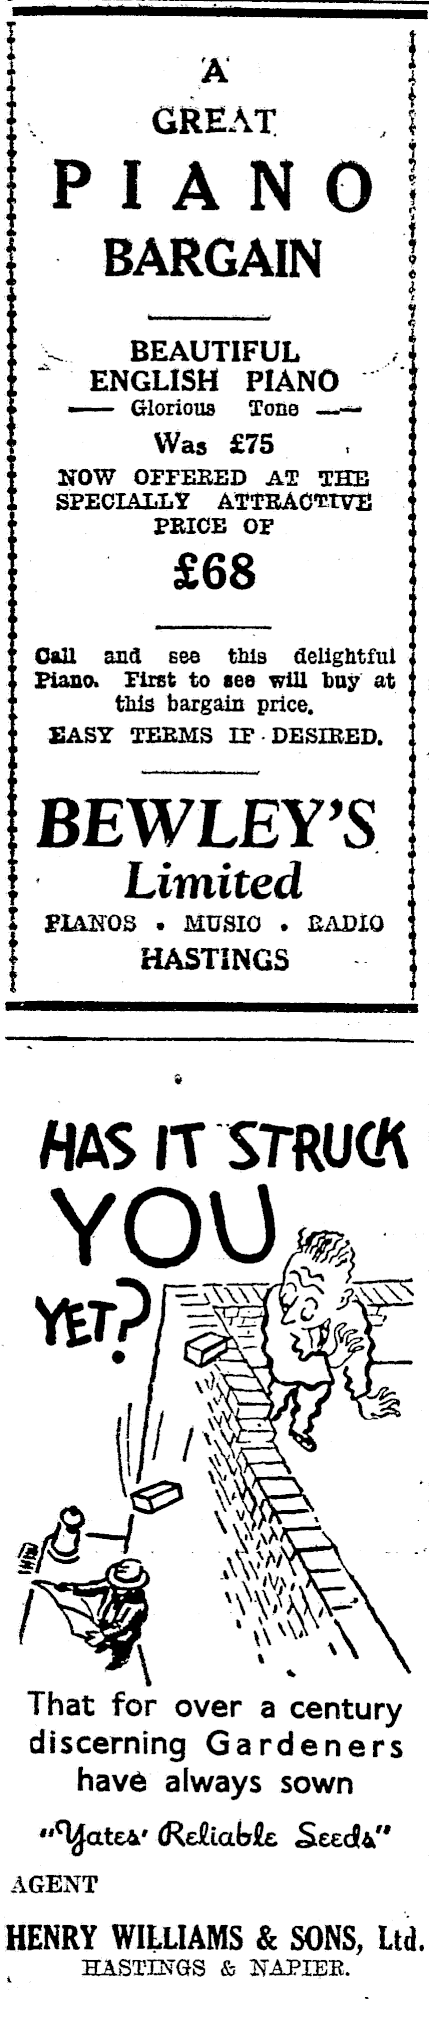 A
GREAT
PIANO
BARGAIN
BEAUTIFUL
ENGLISH PIANO
— Glorious Tone —
Was £75
NOW OFFERED AT THE
SPECIALLY ATTRACTIVE
PRICE OF
£68
Call and see this delightful
Piano. First to see will buy at
this bargain price.
EASY TERMS IF DESIRED.
BEWLEY'S
Limited
PIANOS • MUSIC • RADIO
HASTINGS
HAS IT STRUCK
YOU
YET?
That for over a century
discerning Gardeners
have always sown
"Yates' Reliable Seeds"
AGENT
HENRY WILLIAMS & SONS, Ltd.
HASTINGS & NAPIER.